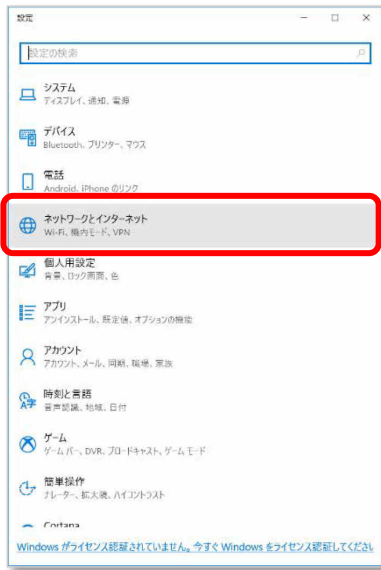 設定
設定の検索
システム
ディスプレイ、通知、電源
デバイス
Bluetooth、プリンター、マウス
電話
Android、iPhone のリンク
ネットワークとインターネット
Wi-Fi、機内モード、VPN
個人用設定
背景、ロック画面、色
アプリ
アンインストール、既定値、オプションの機能
アカウント
アカウント、メール、同期、職場、家族
時刻と言語
音声認識、地域、日付
ゲーム
ゲーム バー、DVR、ブロードキャスト、ゲーム モード
簡単操作
ナレーター、拡大鏡、ハイコントラスト
Cortana
Windows がライセンス認証されていません。今すぐ Windows をライセンス認証してくださ